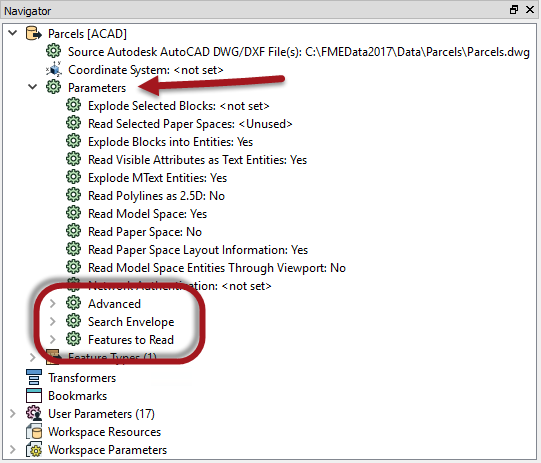 Navigator
Parcels [ACAD]
Source Autodesk AutoCAD DWG/DXF File(s): C:\FMEData2017\Data\Parcels\Parcels.dwg
Coordinate System: <not set>
Parameters
Explode Selected Blocks: <not set>
Read Selected Paper Spaces: <Unused>
Explode Blocks into Entities: Yes
Read Visible Attributes as Text Entities: Yes
Explode MText Entities: Yes
Read Polylines as 2.5D: No
Read Model Space: Yes
Read Paper Space: No
Read Paper Space Layout Information: Yes
Read Model Space Entities Through Viewport: No
Network Authentication: <not set>
Advanced
Search Envelope
Features to Read
Feature Types (1)
Transformers
Bookmarks
User Parameters (17)
Workspace Resources
Workspace Parameters